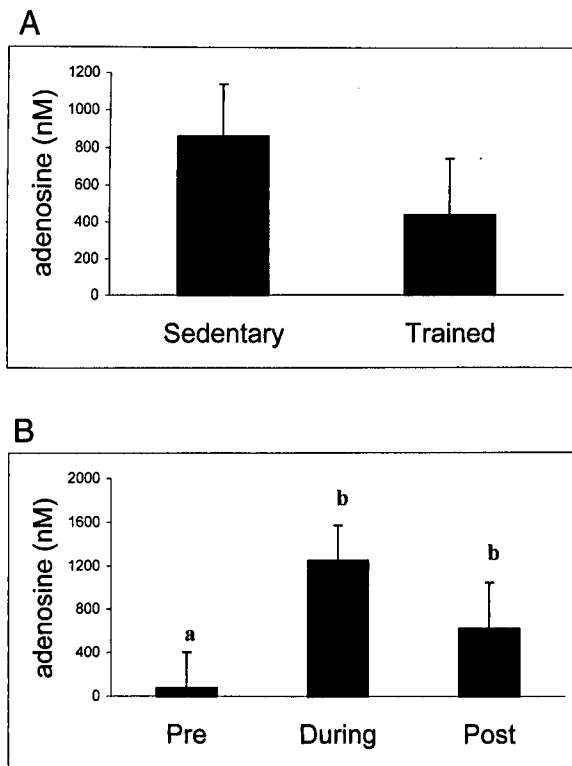 A
adenosine (nM)
1200
1000
800
600
400
200
0
Sedentary Trained
B
adenosine (nM)
2000
1600
1200
800
400
0
a
b
b
Pre During Post